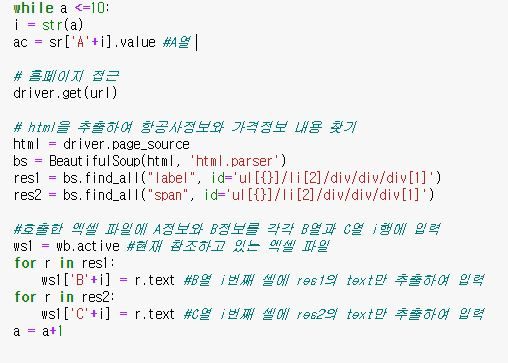 while a <=10:
i = str(a)
ac = sr['A'+i].value #A열
# 홈페이지 접근
driver.get(url)
# html을 추출하여 항공사정보와 가격정보 내용 찾기
html = driver.page_source
bs = BeautifulSoup(html, 'html.parser')
res1 = bs.find_all("label", id='ul[{}]/li[2]/div/div/div[1]')
res2 = bs.find_all("span", id='ul[{}]/li[2]/div/div/div[1]')
#호출한 엑셀 파일에 A정보와 B정보를 각각 B열과 C열 i행에 입력
ws1 = wb.active #현재 참조하고 있는 엑셀 파일
for r in res1:
    ws1['B'+i] = r.text #B열 i번째 셀에 res1의 text만 추출하여 입력
for r in res2:
    ws1['C'+i] = r.text #C열 i번째 셀에 res2의 text만 추출하여 입력
a = a+1